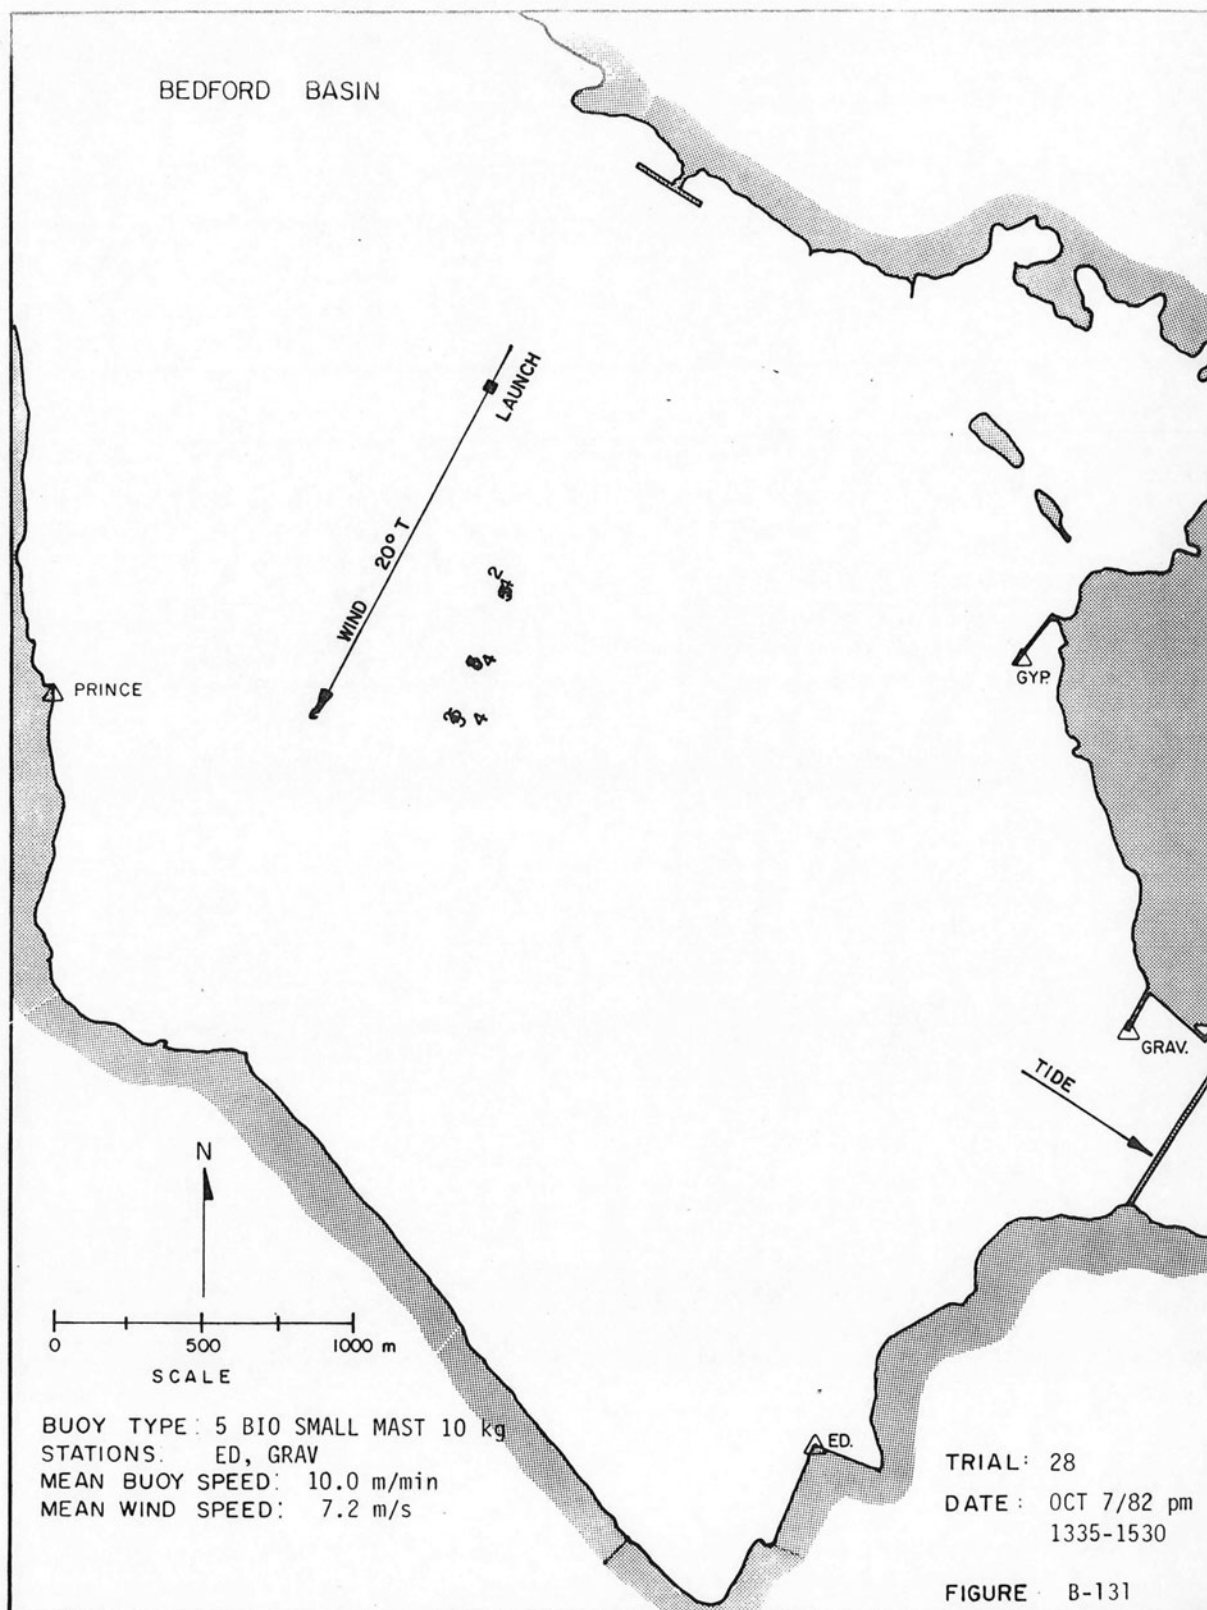 BEDFORD BASIN
LAUNCH
WIND 20° T
2
4
4
PRINCE
GYP.
GRAV.
TIDE
N
0 500 1000 m
SCALE
BUOY TYPE: 5 BIO SMALL MAST 10 kg
STATIONS: ED, GRAV
MEAN BUOY SPEED: 10.0 m/min
MEAN WIND SPEED: 7.2 m/s
ED.
TRIAL: 28
DATE: OCT 7/82 pm
1335-1530
FIGURE B-131